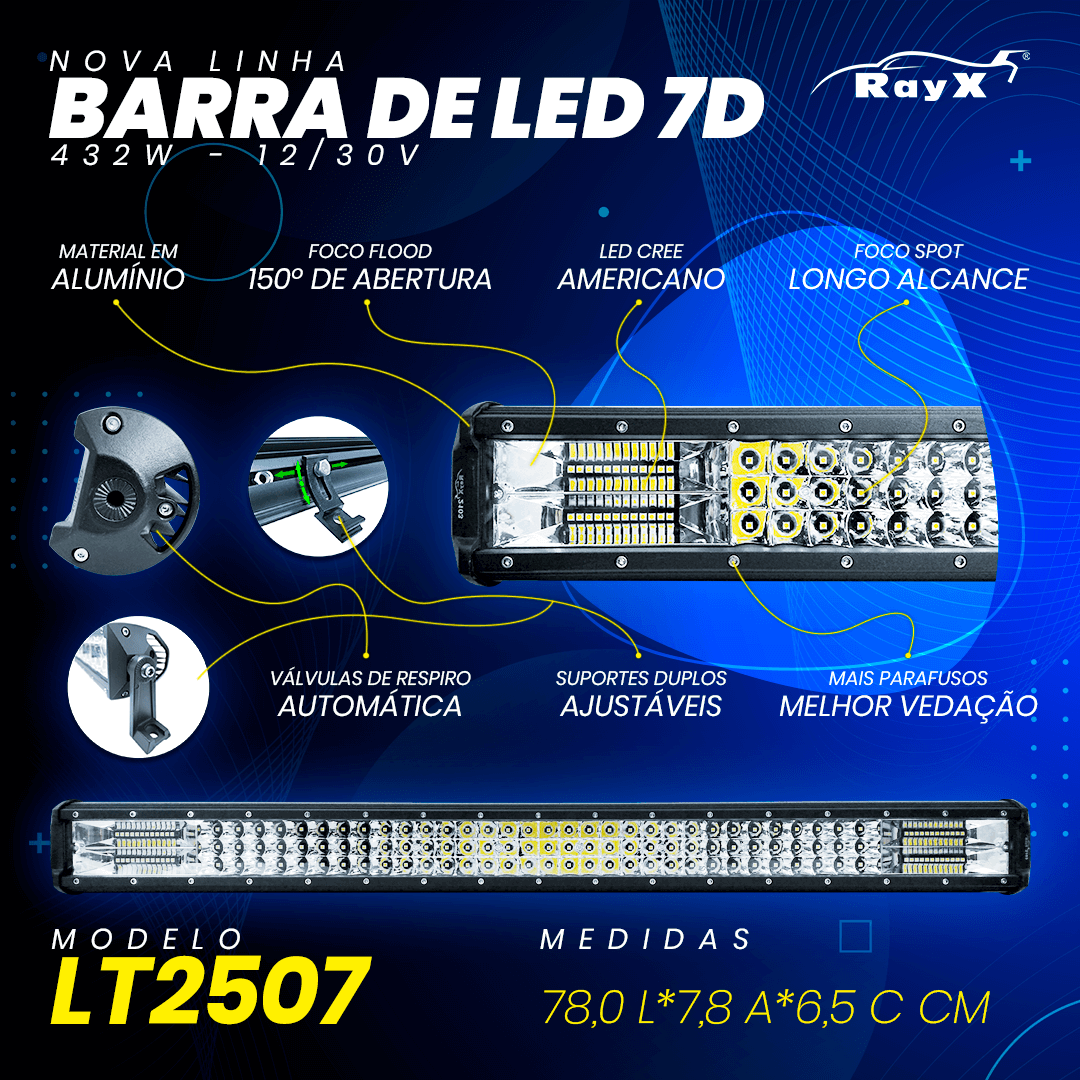 NOVA LINHA
BARRA DE LED 7D
432W - 12/30V
RayX®
MATERIAL EM
ALUMÍNIO
FOCO FLOOD
150º DE ABERTURA
LED CREE
AMERICANO
FOCO SPOT
LONGO ALCANCE
VÁLVULAS DE RESPIRO
AUTOMÁTICA
SUPORTES DUPLOS
AJUSTÁVEIS
MAIS PARAFUSOS
MELHOR VEDAÇÃO
MODELO
LT2507
MEDIDAS
78,0 L*7,8 A*6,5 C CM